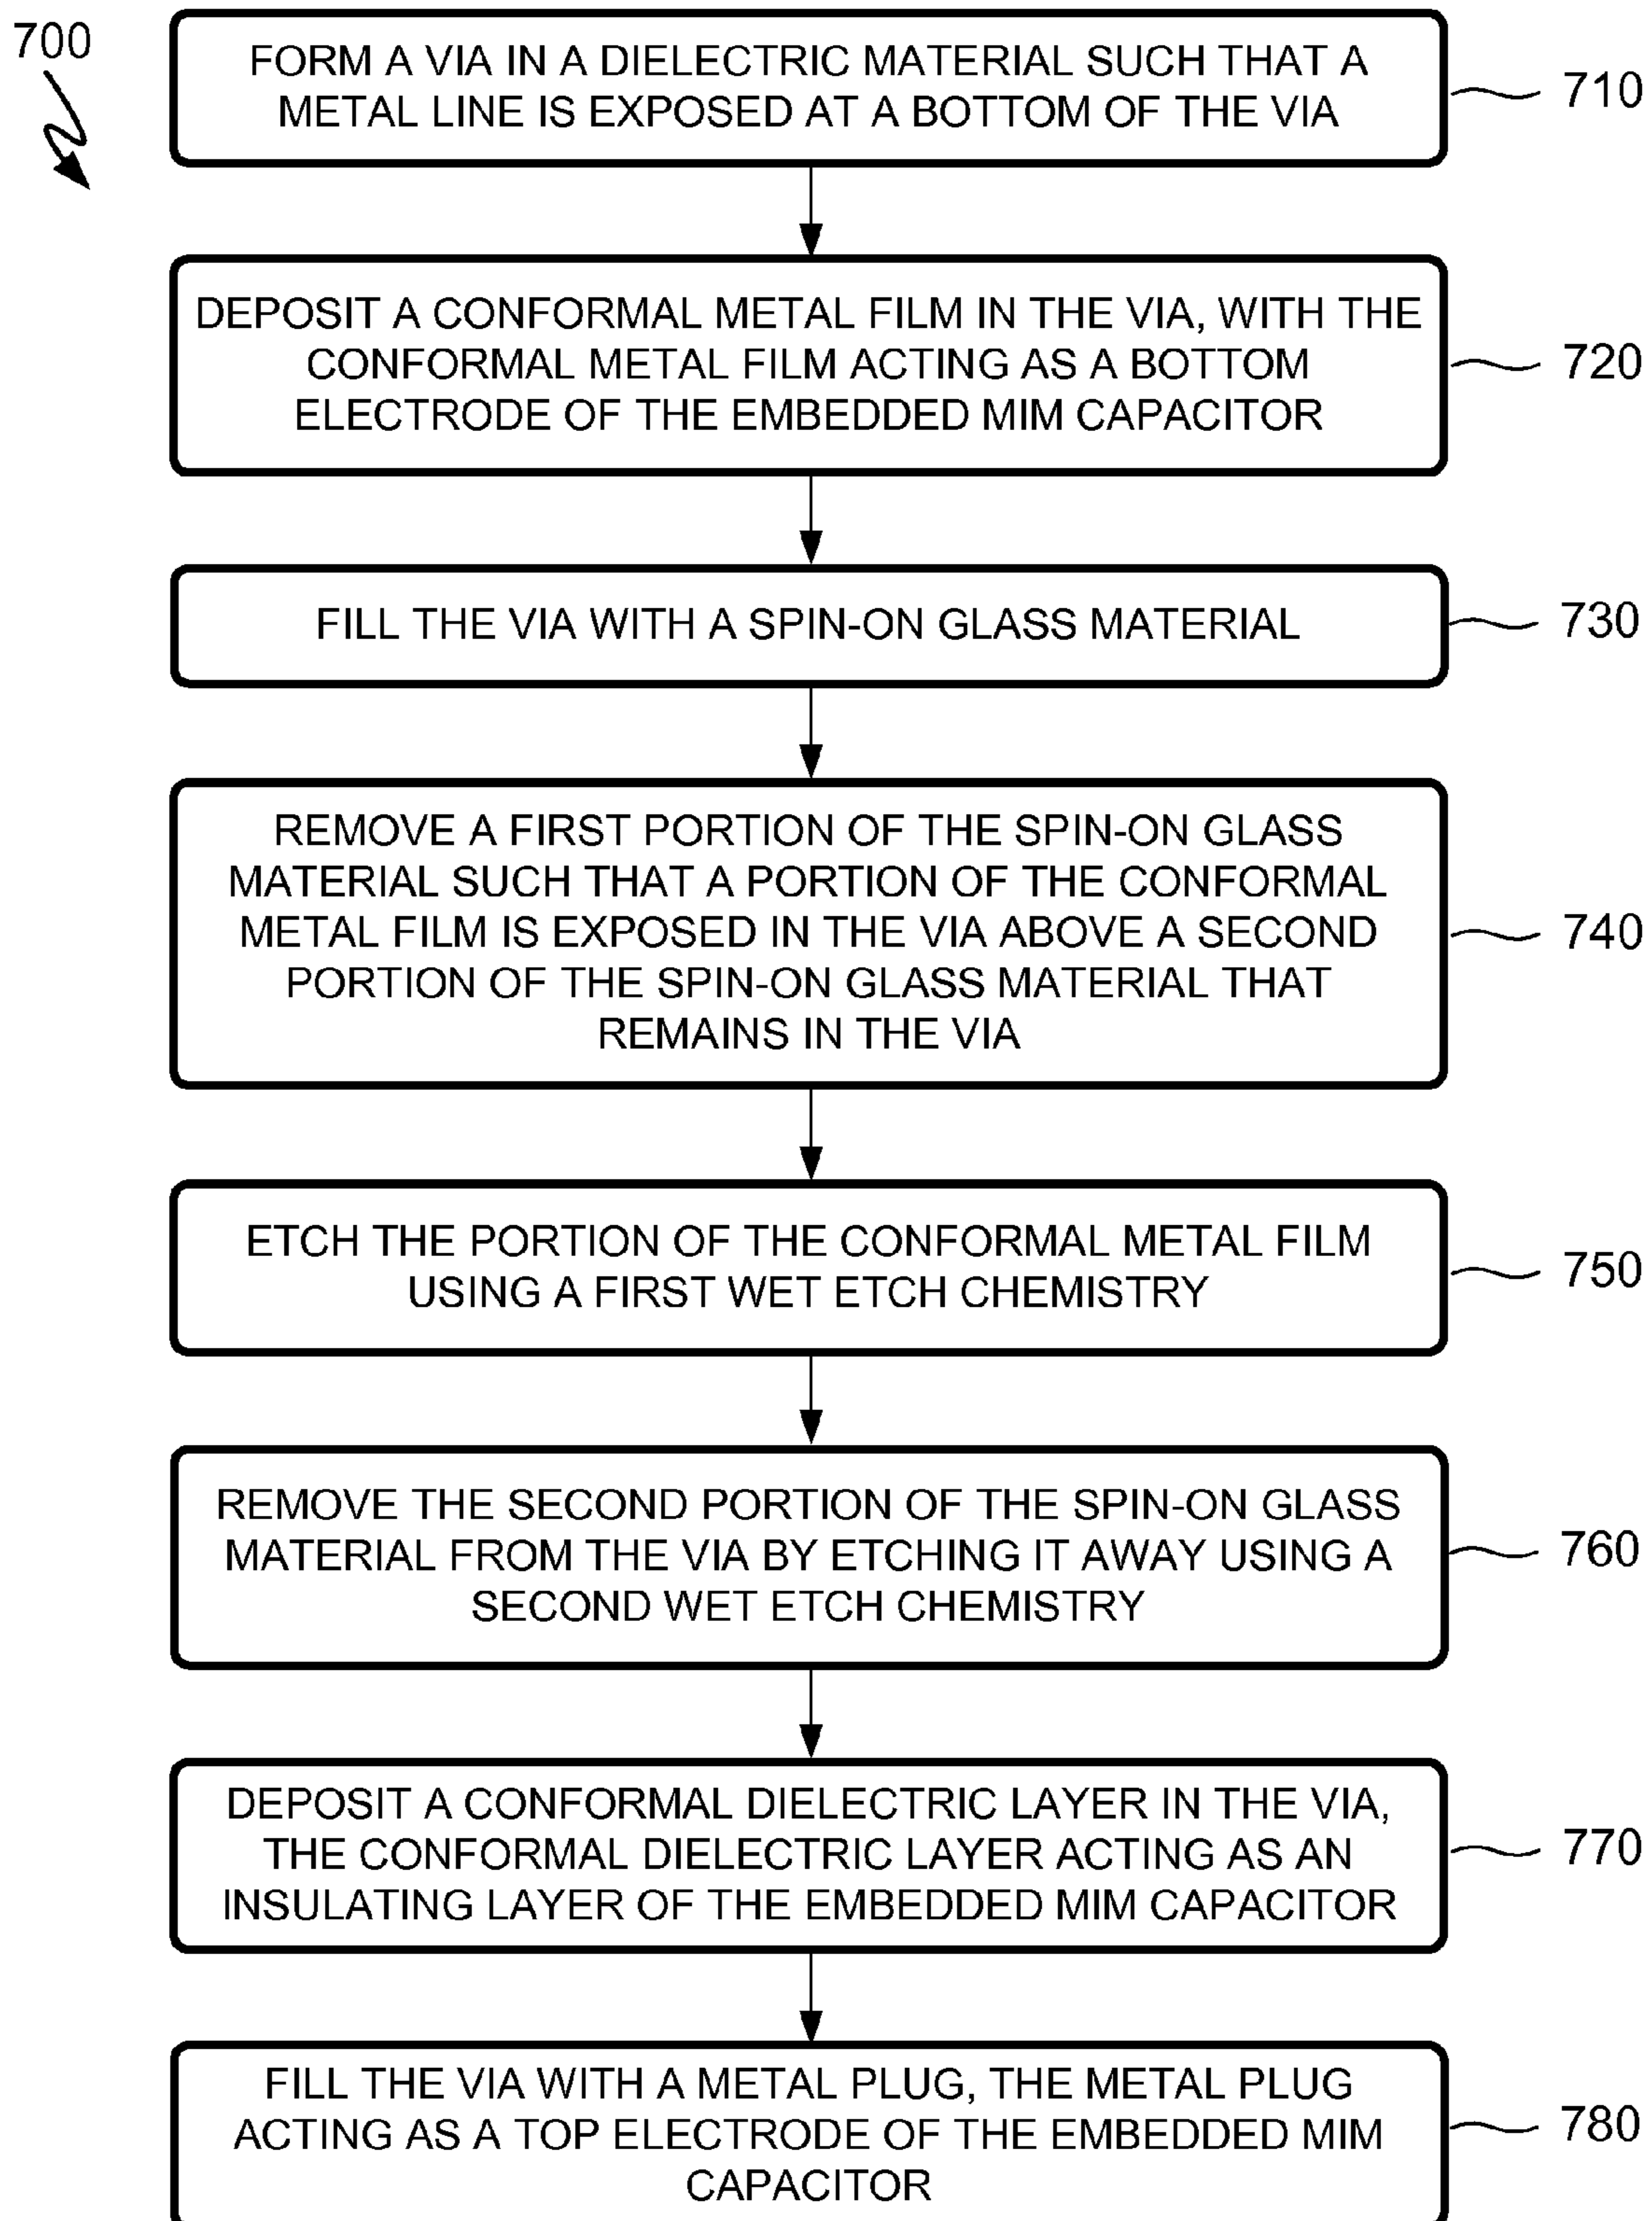 700
FORM A VIA IN A DIELECTRIC MATERIAL SUCH THAT A
METAL LINE IS EXPOSED AT A BOTTOM OF THE VIA
710
DEPOSIT A CONFORMAL METAL FILM IN THE VIA, WITH THE
CONFORMAL METAL FILM ACTING AS A BOTTOM
ELECTRODE OF THE EMBEDDED MIM CAPACITOR
720
FILL THE VIA WITH A SPIN-ON GLASS MATERIAL
730
REMOVE A FIRST PORTION OF THE SPIN-ON GLASS
MATERIAL SUCH THAT A PORTION OF THE CONFORMAL
METAL FILM IS EXPOSED IN THE VIA ABOVE A SECOND
PORTION OF THE SPIN-ON GLASS MATERIAL THAT
REMAINS IN THE VIA
740
ETCH THE PORTION OF THE CONFORMAL METAL FILM
USING A FIRST WET ETCH CHEMISTRY
750
REMOVE THE SECOND PORTION OF THE SPIN-ON GLASS
MATERIAL FROM THE VIA BY ETCHING IT AWAY USING A
SECOND WET ETCH CHEMISTRY
760
DEPOSIT A CONFORMAL DIELECTRIC LAYER IN THE VIA,
THE CONFORMAL DIELECTRIC LAYER ACTING AS AN
INSULATING LAYER OF THE EMBEDDED MIM CAPACITOR
770
FILL THE VIA WITH A METAL PLUG, THE METAL PLUG
ACTING AS A TOP ELECTRODE OF THE EMBEDDED MIM
CAPACITOR
780